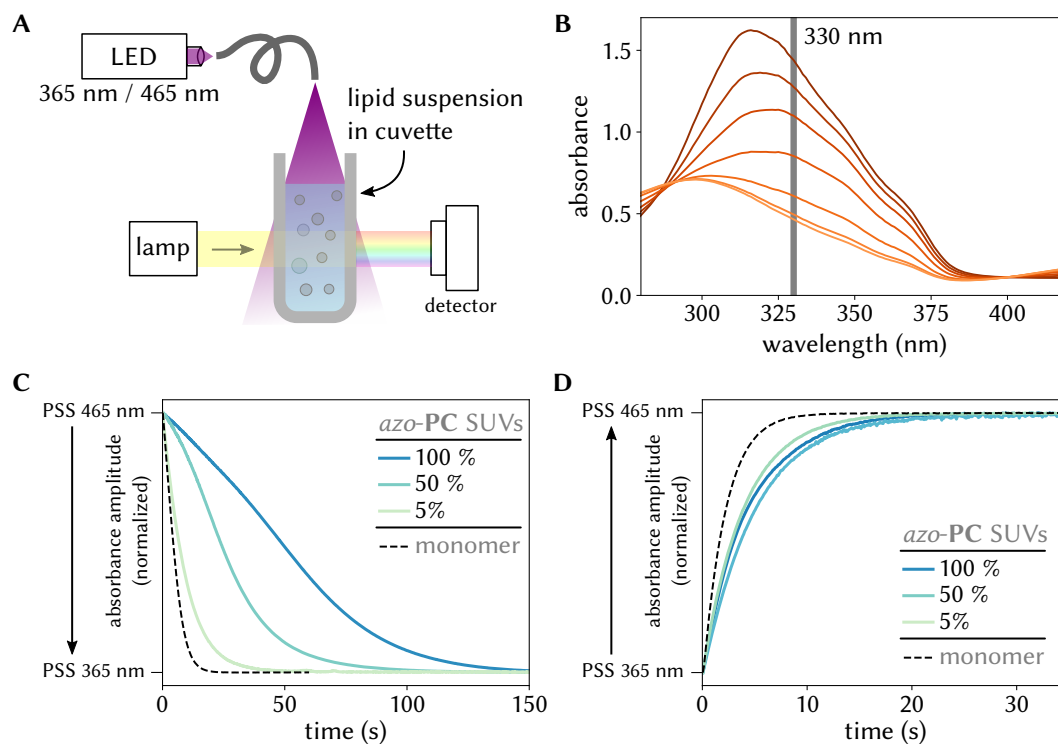 A
LED
365 nm / 465 nm
lipid suspension
in cuvette
lamp
detector
B
330 nm
absorbance
1.5
1.0
0.5
0.0
300
325
350
375
400
wavelength (nm)
C
PSS 465 nm
absorbance amplitude
(normalized)
PSS 365 nm
azo-PC SUVs
100 %
50 %
5%
monomer
0
50
100
150
time (s)
D
PSS 465 nm
absorbance amplitude
(normalized)
PSS 365 nm
azo-PC SUVs
100 %
50 %
5%
monomer
0
10
20
30
time (s)